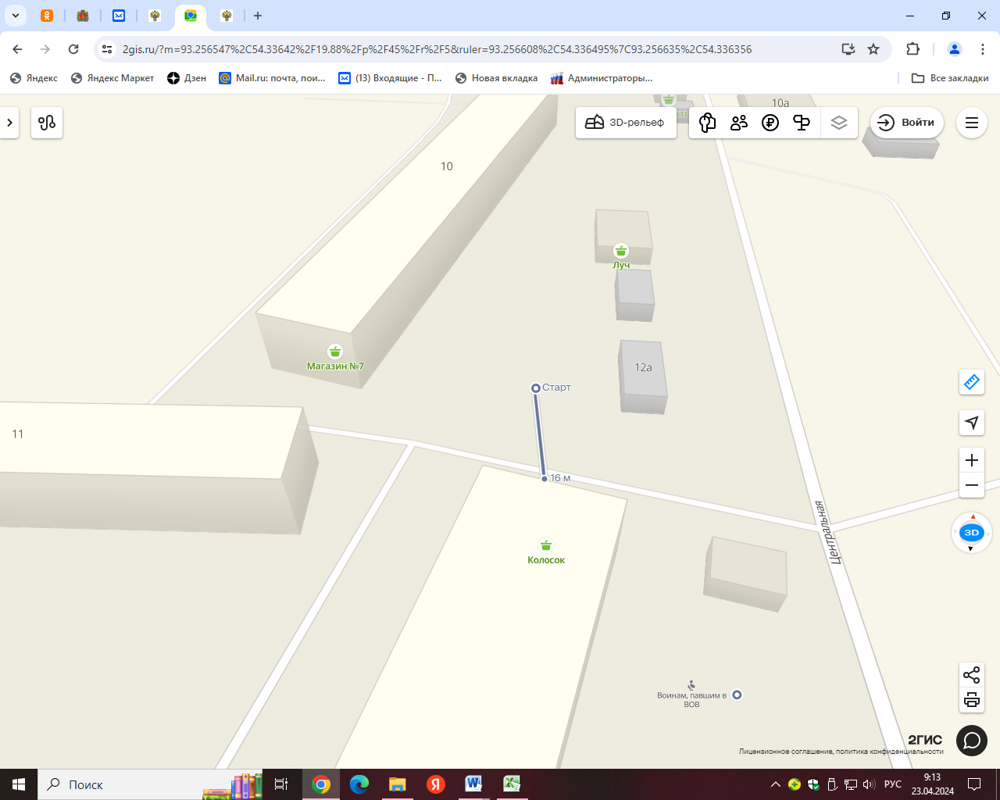 2gis.ru/?m=93.256547%2C54.33642%2F19.88%2Fp%2F45%2Fr%2F5&ruler=93.256608%2C54.336495%7C93.256635%2C54.336356
Яндекс
Яндекс Маркет
Дзен
Mail.ru: почта, пои...
(13) Входящие - П...
Новая вкладка
Администраторы...
Все закладки
10а
3D-рельеф
₽
Войти
10
Луч
Магазин №7
12а
Старт
11
16 м
Центральная
3D
Колосок
Воинам, павшим в
ВОВ
2ГИС
Лицензионное соглашение, политика конфиденциальности
Поиск
Я
РУС
9:13
23.04.2024